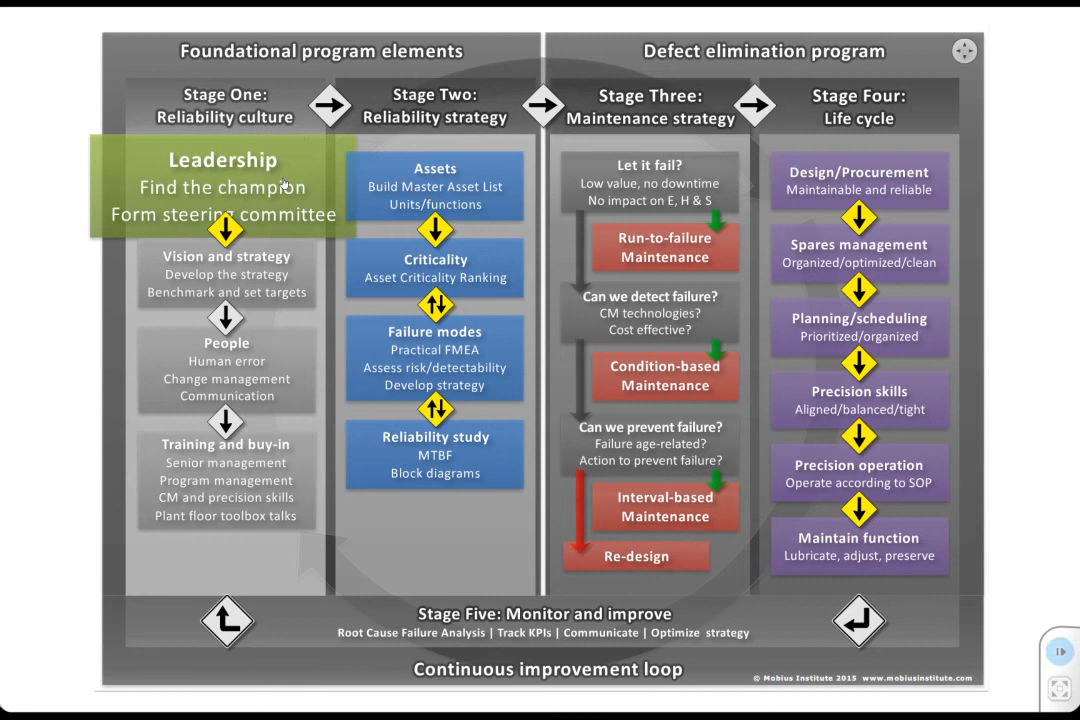 Foundational program elements
Defect elimination program
Stage One:
Reliability culture
Stage Two:
Reliability strategy
Stage Three:
Maintenance strategy
Stage Four:
Life cycle
Leadership
Find the champion
Form steering committee
Vision and strategy
Develop the strategy
Benchmark and set targets
People
Human error
Change management
Communication
Training and buy-in
Senior management
Program management
CM and precision skills
Plant floor toolbox talks
Assets
Build Master Asset List
Units/functions
Criticality
Asset Criticality Ranking
Failure modes
Practical FMEA
Assess risk/detectability
Develop strategy
Reliability study
MTBF
Block diagrams
Let it fail?
Low value, no downtime
No impact on E, H & S
Run-to-failure
Maintenance
Can we detect failure?
CM technologies?
Cost effective?
Condition-based
Maintenance
Can we prevent failure?
Failure age-related?
Action to prevent failure?
Interval-based
Maintenance
Re-design
Design/Procurement
Maintainable and reliable
Spares management
Organized/optimized/clean
Planning/scheduling
Prioritized/organized
Precision skills
Aligned/balanced/tight
Precision operation
Operate according to SOP
Maintain function
Lubricate, adjust, preserve
Stage Five: Monitor and improve
Root Cause Failure Analysis | Track KPIs | Communicate | Optimize strategy
Continuous improvement loop
© Mobius Institute 2015 www.mobiusinstitute.com